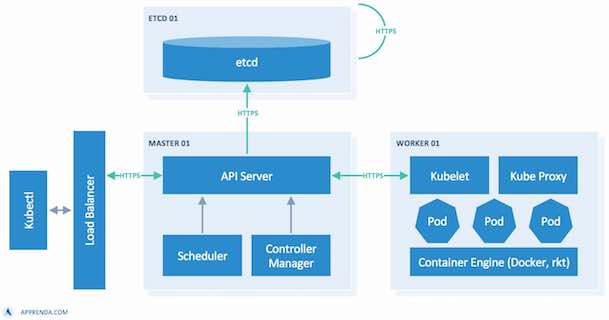 ETCD 01
HTTPS
etcd
HTTPS
MASTER 01
WORKER 01
Kubectl
Load Balancer
HTTPS
API Server
HTTPS
Kubelet
Kube Proxy
Pod
Pod
Pod
Scheduler
Controller
Manager
Container Engine (Docker, rkt)
APPRENDA.COM